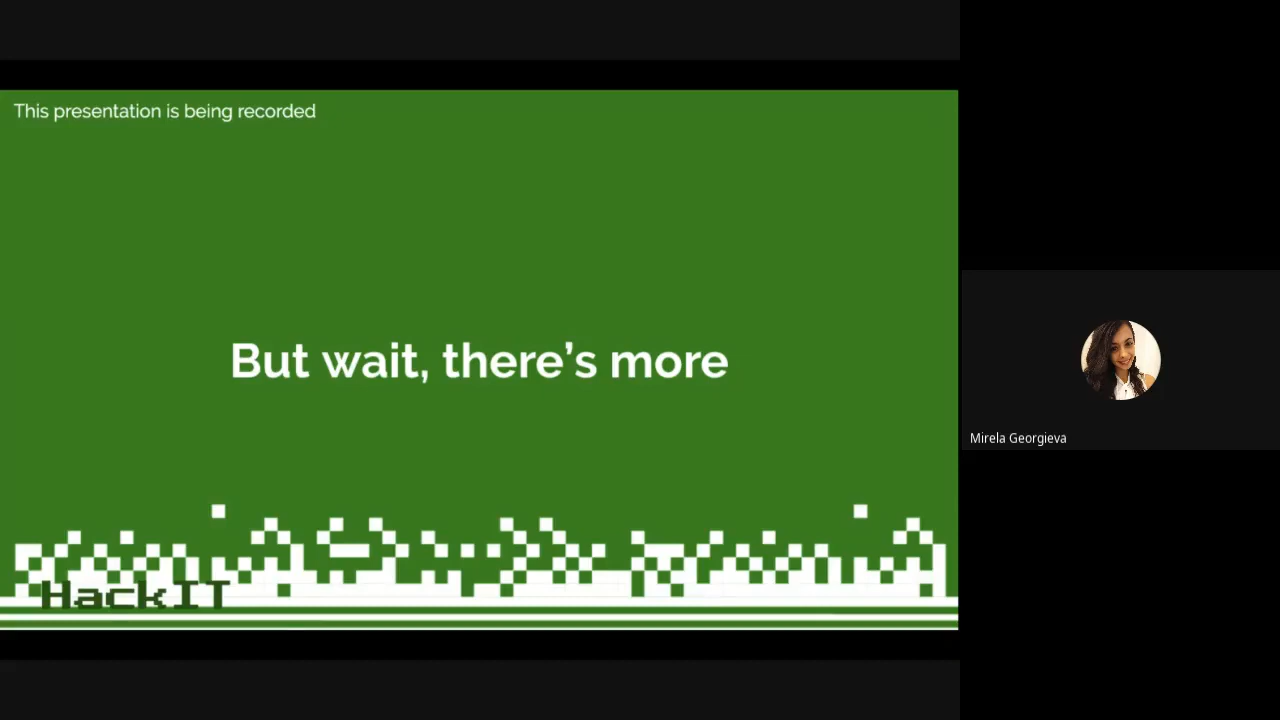 This presentation is being recorded
But wait, there’s more
Mirela Georgieva
HackIT